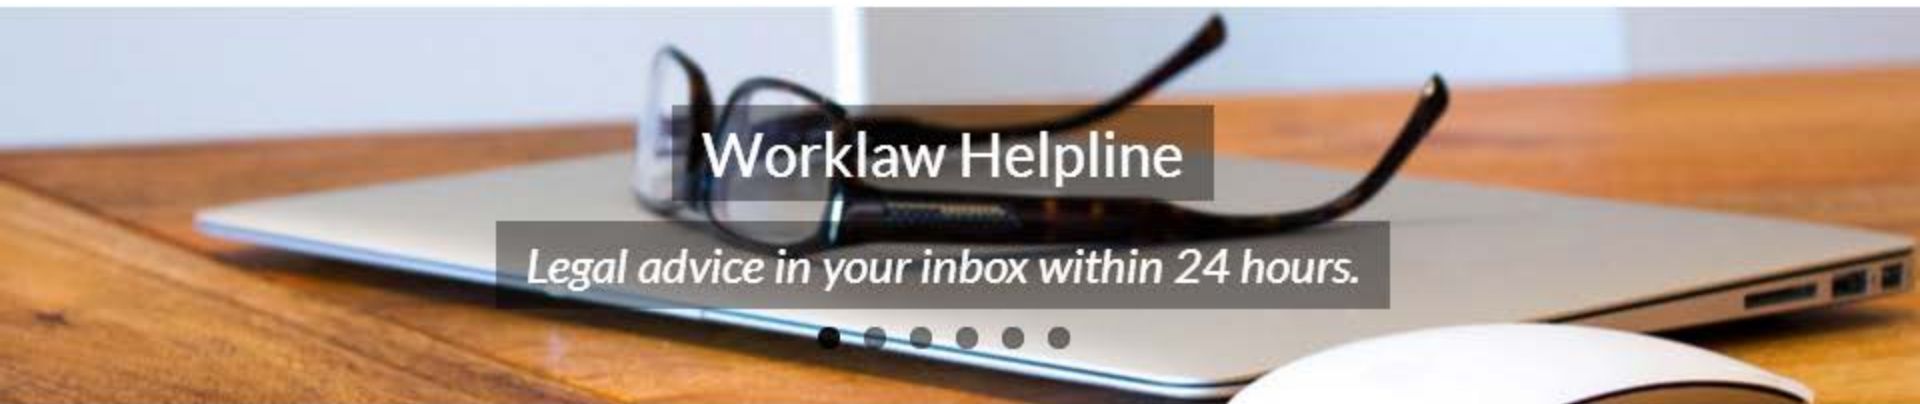 Worklaw Helpline
Legal advice in your inbox within 24 hours.